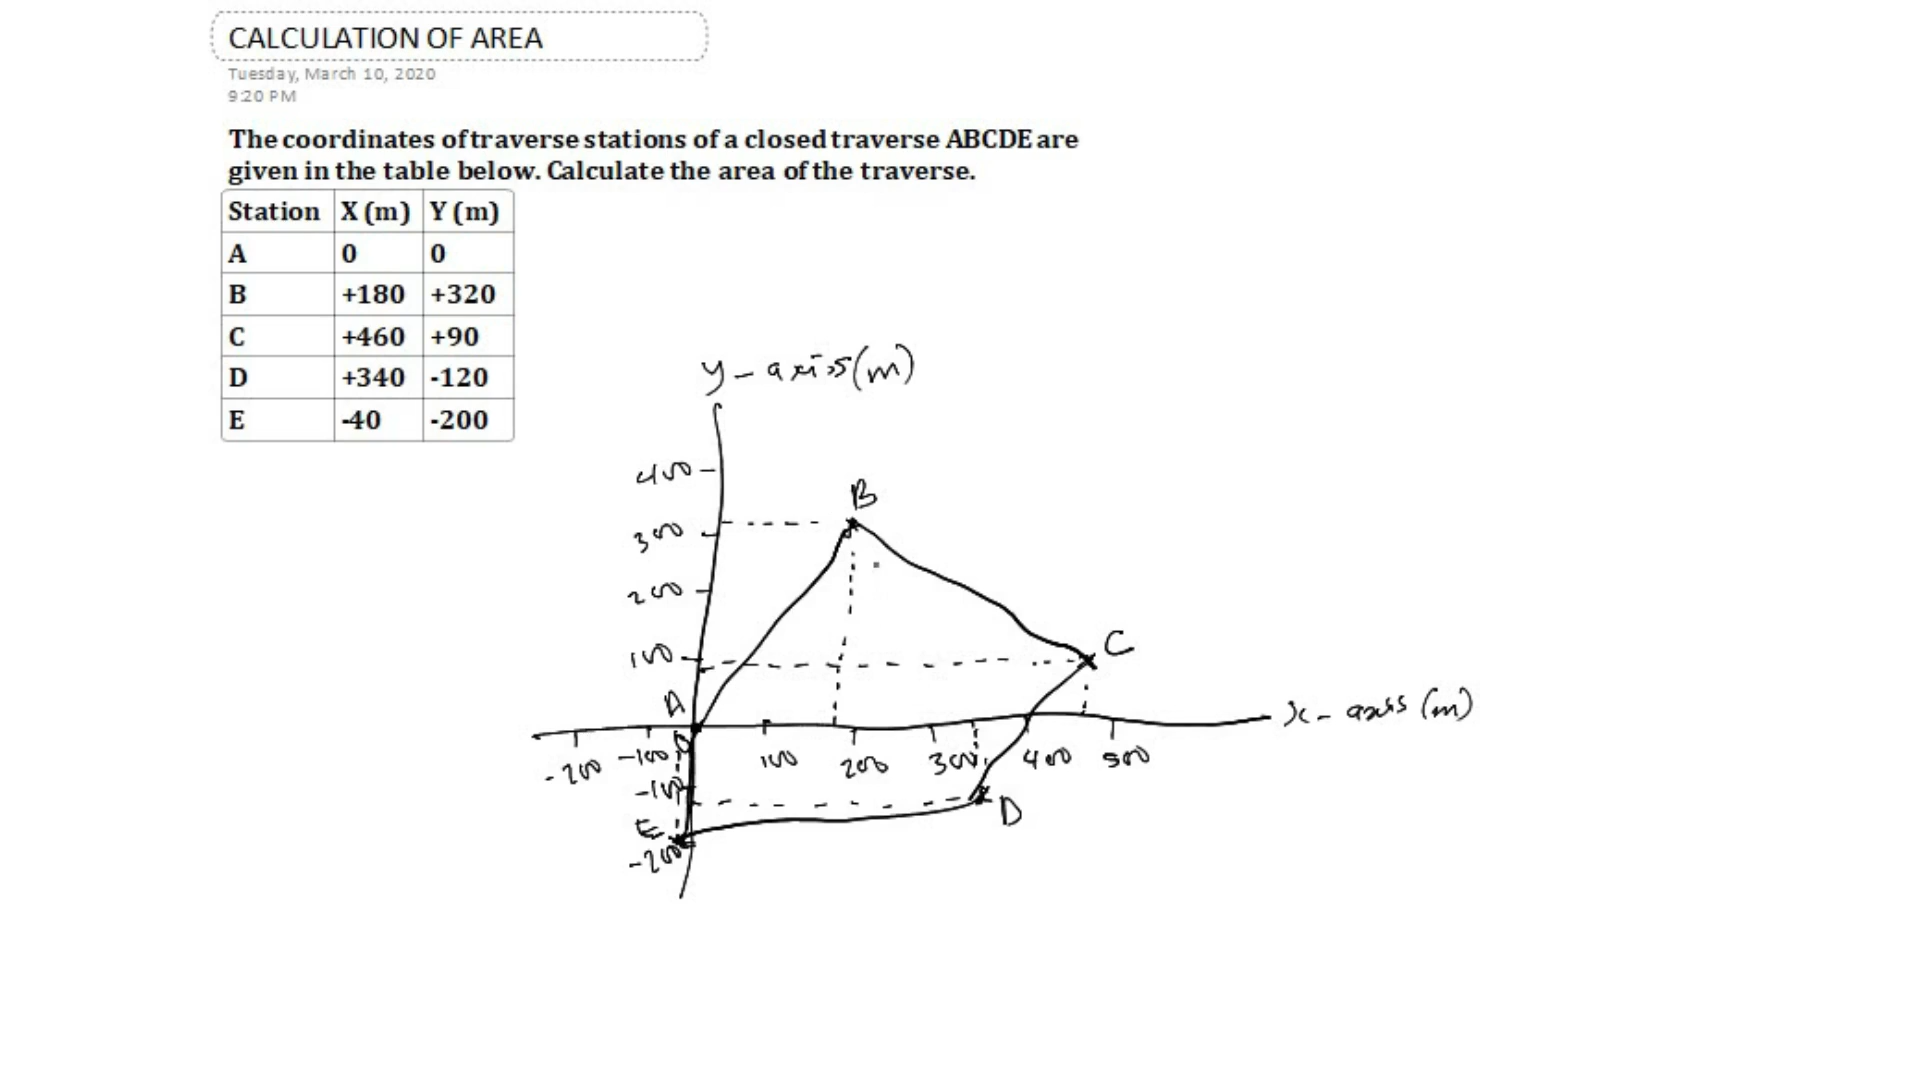 CALCULATION OF AREA
Tuesday, March 10, 2020
9:20 PM
The coordinates of traverse stations of a closed traverse ABCDE are
given in the table below. Calculate the area of the traverse.
Station X (m) Y (m)
A 0 0
B +180 +320
C +460 +90
D +340 -120
E -40 -200
y-axis (m)
400
B
300
200
100
C
A
x-axis (m)
0
-200 -100 100 200 300 400 500
-100
D
E
-200